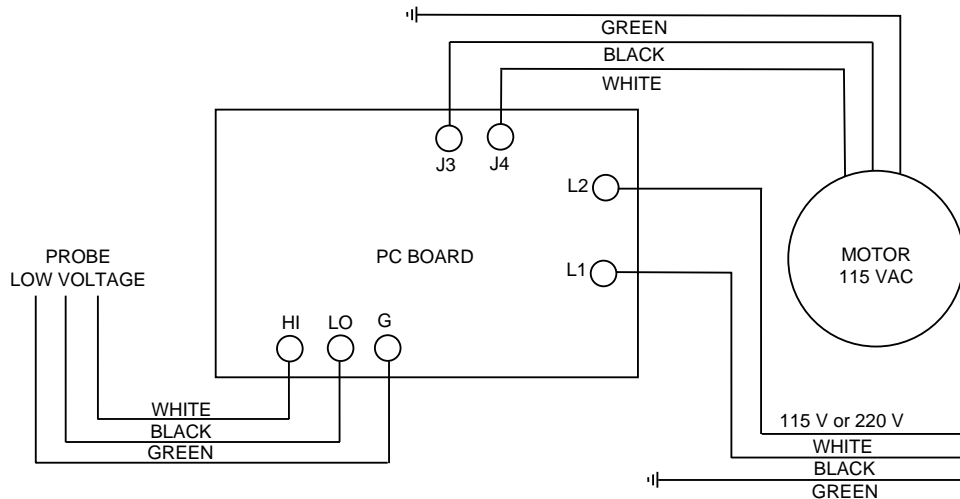 GREEN
BLACK
WHITE
J3
J4
L2
PROBE
LOW VOLTAGE
PC BOARD
MOTOR
115 VAC
L1
HI
LO
G
WHITE
BLACK
GREEN
115 V or 220 V
WHITE
BLACK
GREEN